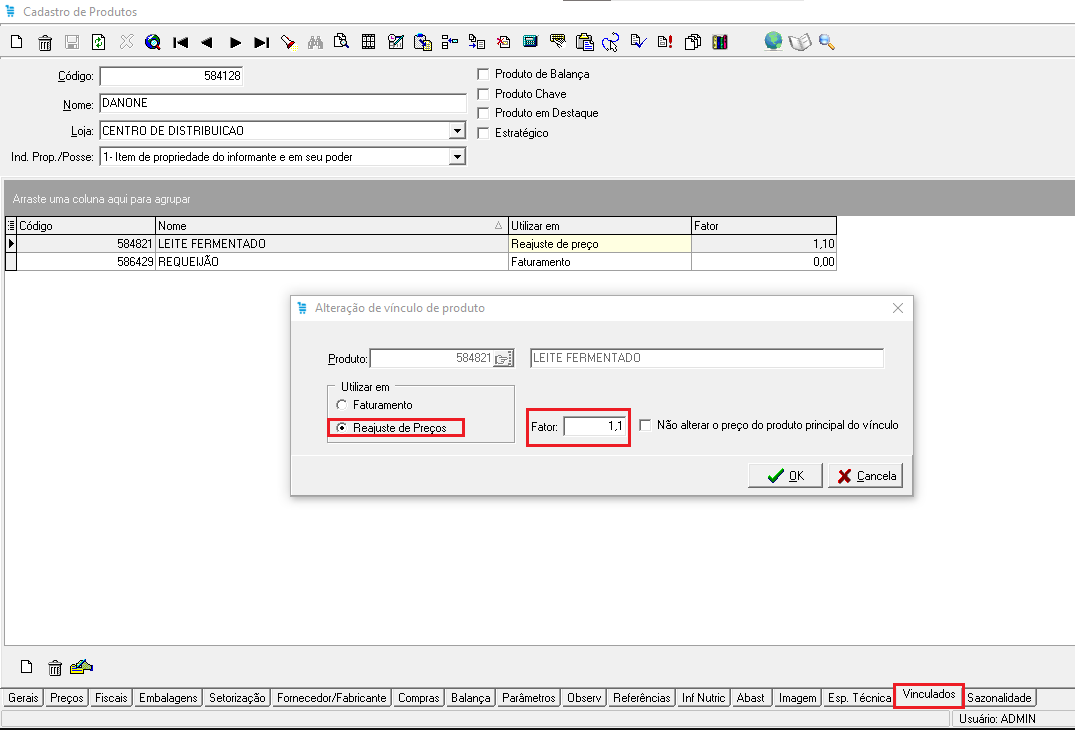 Cadastro de Produtos
Código: 584128
Nome: DANONE
Loja: CENTRO DE DISTRIBUICAO
Ind. Prop./Posse: 1- Item de propriedade do informante e em seu poder
Produto de Balança
Produto Chave
Produto em Destaque
Estratégico
Arraste uma coluna aqui para agrupar
Código Nome Utilizar em Fator
584821 LEITE FERMENTADO Reajuste de preço 1,10
586429 REQUEIJÃO Faturamento 0,00
Alteração de vínculo de produto
Produto: 584821 LEITE FERMENTADO
Utilizar em
Faturamento
Reajuste de Preços
Fator: 1,1 Não alterar o preço do produto principal do vínculo
OK Cancela
Gerais Preços Fiscais Embalagens Setorização Fornecedor/Fabricante Compras Balança Parâmetros Observ Referências Inf Nutric Abast Imagem Esp. Técnica Vinculados Sazonalidade
Usuário: ADMIN